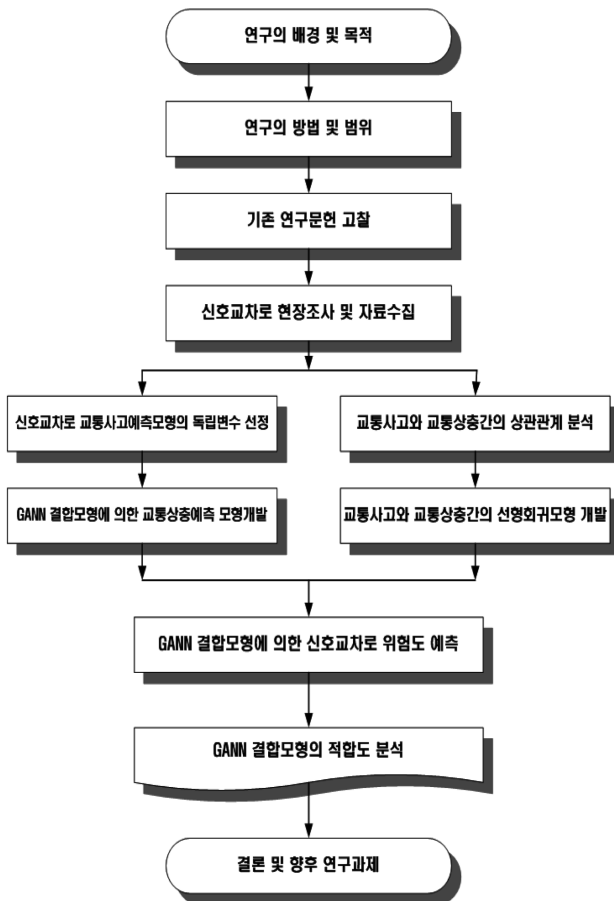 연구의 배경 및 목적
연구의 방법 및 범위
기존 연구문헌 고찰
신호교차로 현장조사 및 자료수집
신호교차로 교통사고예측모형의 독립변수 선정
교통사고와 교통상충간의 상관관계 분석
GANN 결합모형에 의한 교통상충예측 모형개발
교통사고와 교통상충간의 선형회귀모형 개발
GANN 결합모형에 의한 신호교차로 위험도 예측
GANN 결합모형의 적합도 분석
결론 및 향후 연구과제